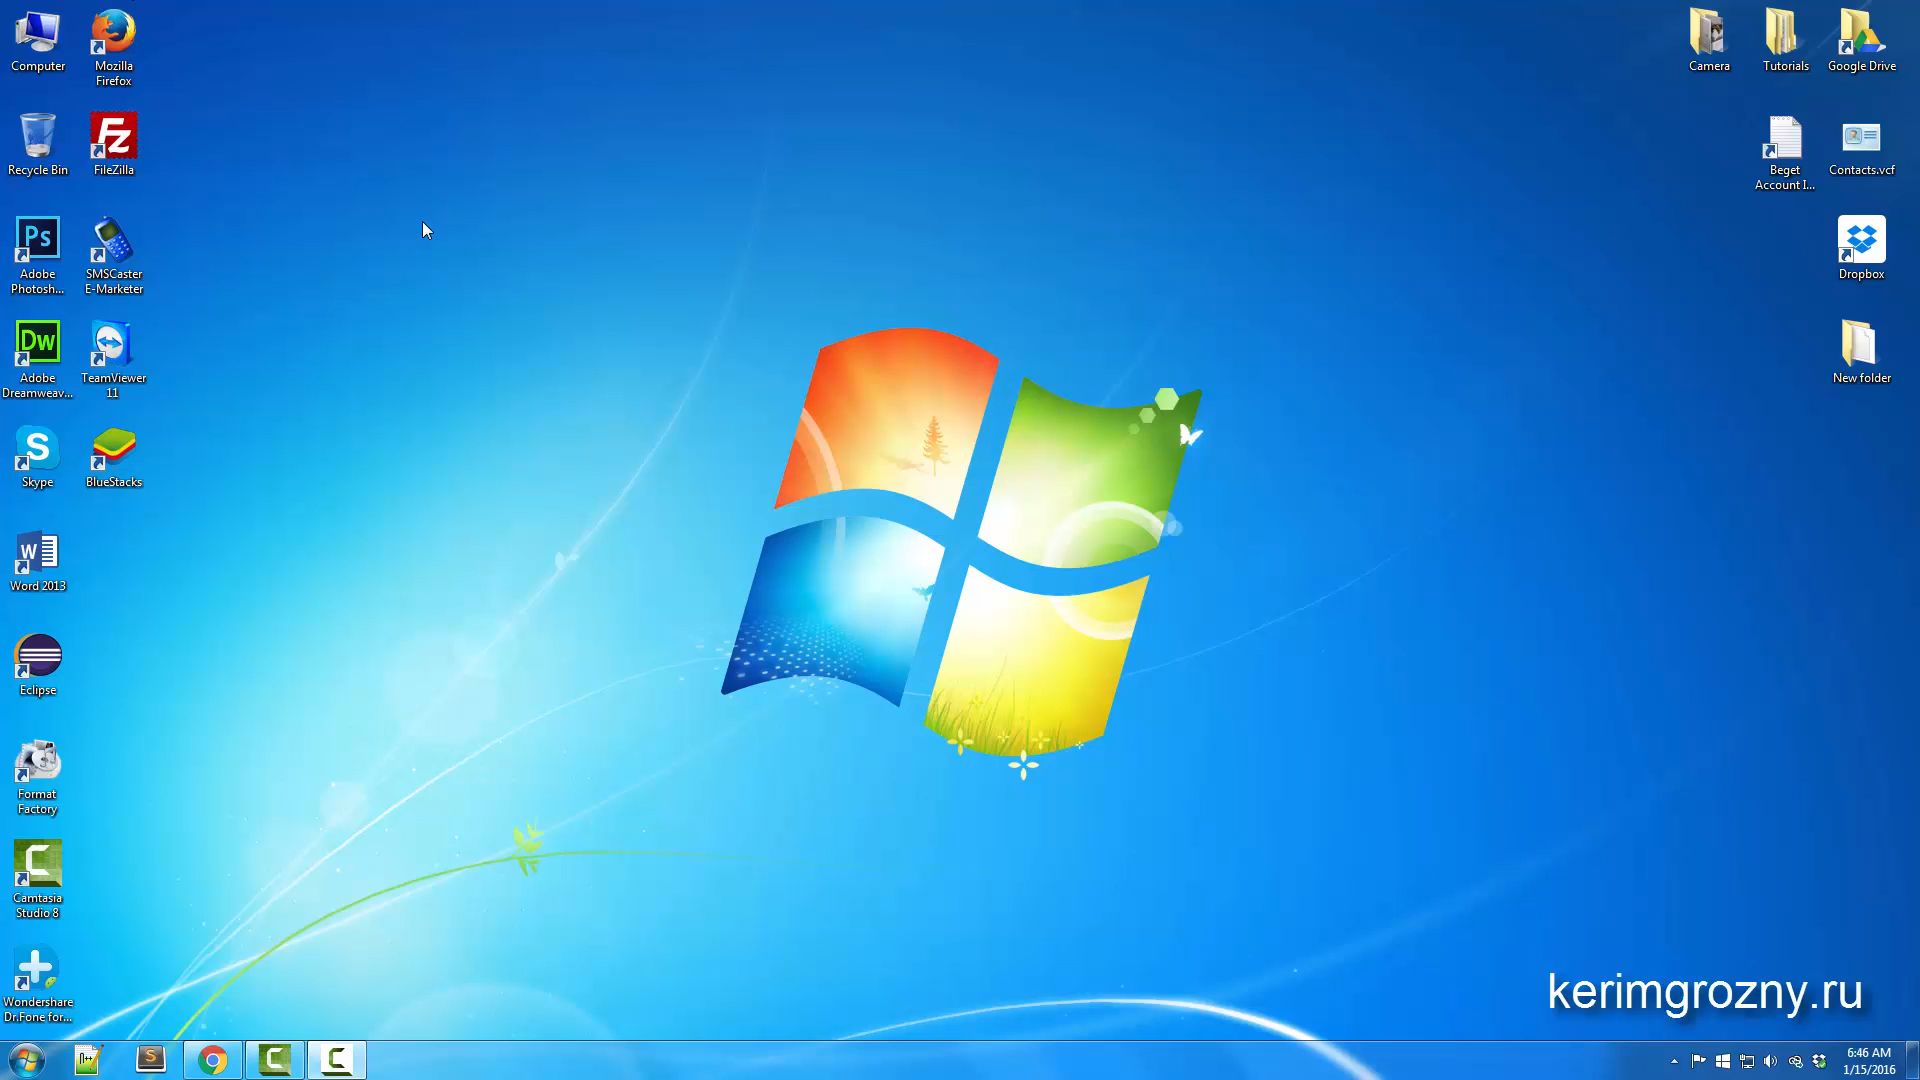 Computer
Mozilla
Firefox
Recycle Bin
FileZilla
Ps
Adobe
Photosh...
SMSCaster
E-Marketer
Dw
Adobe
Dreamweav...
TeamViewer
11
Skype
BlueStacks
Word 2013
Eclipse
Format
Factory
Camtasia
Studio 8
Wondershare
Dr.Fone for...
Camera
Tutorials
Google Drive
Beget
Account I...
Contacts.vcf
Dropbox
New folder
kerimgrozny.ru
6:46 AM
1/15/2016